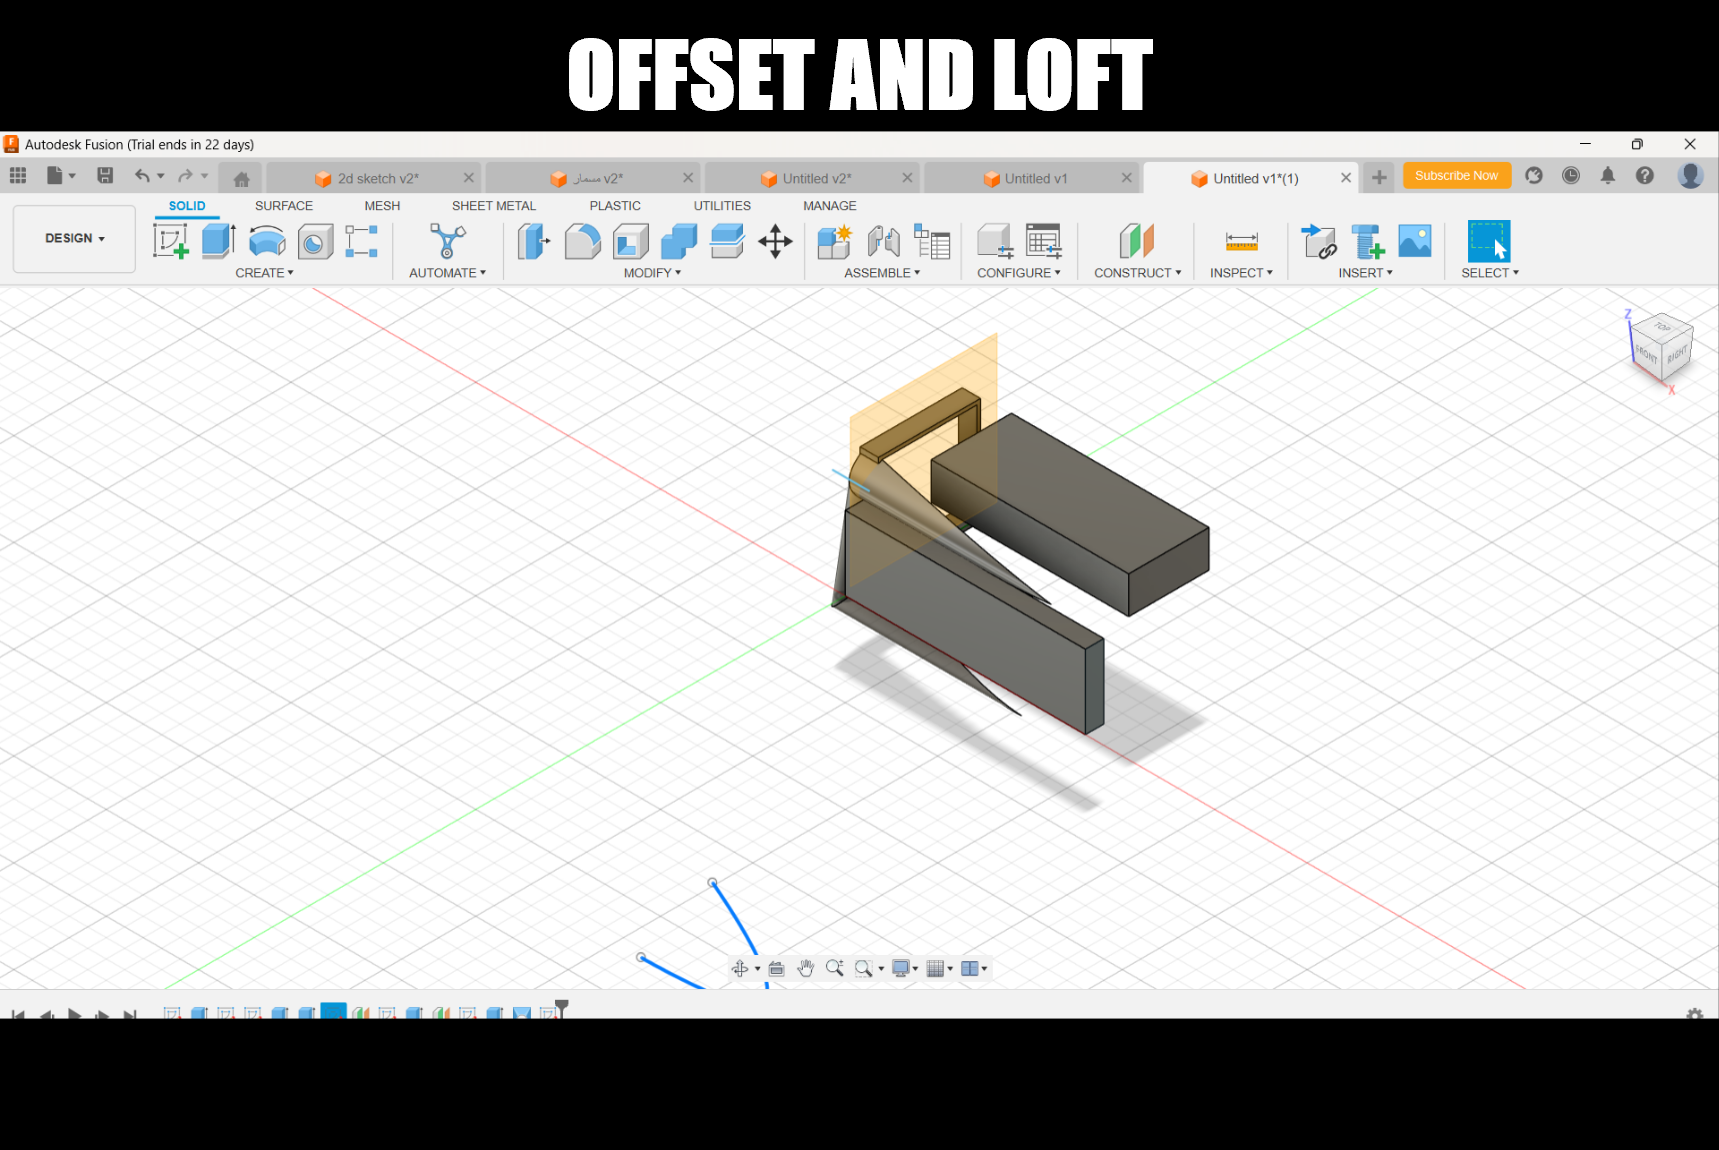 OFFSET AND LOFT
Autodesk Fusion (Trial ends in 22 days)
2d sketch v2*
مسمار v2*
Untitled v2*
Untitled v1
Untitled v1*(1)
Subscribe Now
DESIGN
SOLID
SURFACE
MESH
SHEET METAL
PLASTIC
UTILITIES
MANAGE
CREATE
AUTOMATE
MODIFY
ASSEMBLE
CONFIGURE
CONSTRUCT
INSPECT
INSERT
SELECT
Z
TOP
FRONT
RIGHT
X